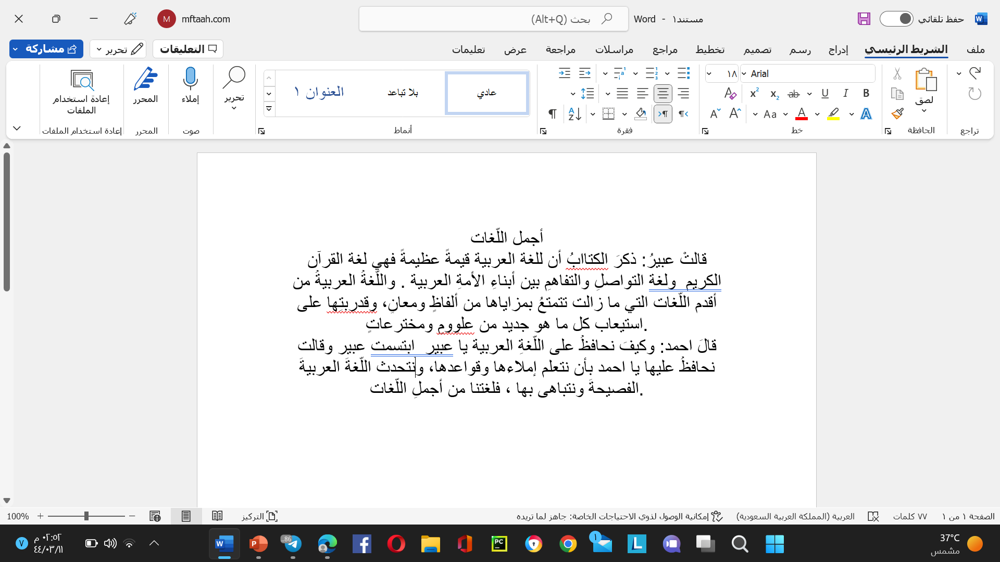 حفظ تلقائي
مستند١ - Word
بحث (Alt+Q)
mftaah.com
M
ملف
الشريط الرئيسي
إدراج
رسم
تصميم
تخطيط
مراجع
مراسلات
مراجعة
عرض
تعليمات
التعليقات
تحرير
مشاركة
تراجع
لصق
الحافظة
Arial
١٨
B I U ab x₂ x²
A Aa A A A
خط
فقرة
عادي
بلا تباعد
العنوان ١
أنماط
تحرير
إملاء
صوت
المحرر
المحرر
إعادة استخدام
الملفات
إعادة استخدام الملفات
أجمل اللّغات
قالتْ عبيرُ: ذكرَ الكتاابُ أن للغة العربية قيمةً عظيمةً فهي لغة القرآن
الكريم  ولغة التواصلِ والتفاهمِ بين أبناءِ الأمةِ العربية . واللّغةُ العربيةُ من
أقدم اللّغات التي ما زالت تتمتعُ بمزاياها من ألفاظٍ ومعانٍ، وقدربتِها على
.استيعاب كل ما هو جديد من علوومٍ ومخترعاتٍ
قالَ احمد: وكيفَ نحافظُ على اللّغةِ العربية يا عبير  ابتسمت عبير وقالت
نحافظُ عليها يا احمد بأن نتعلم إملاءها وقواعدها، ونتحدث اللّغةَ العربيةَ
.الفصيحةَ ونتباهى بها ، فلغتنا من أجملِ اللّغات
الصفحة ١ من ١
٧٧ كلمات
العربية (المملكة العربية السعودية)
إمكانية الوصول لذوي الاحتياجات الخاصة: جاهز لما تريده
التركيز
100%
37°C
مشمس
١
L
PC
86..
P
W
٠٢:٥٢ م
٤٤/٠٣/١١
٧